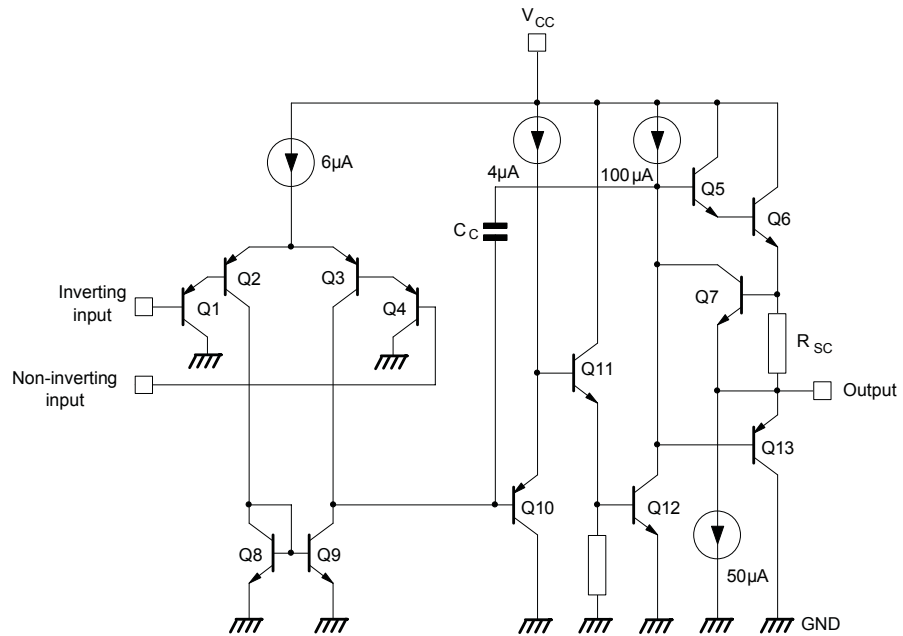 VCC
6µA
4µA
100µA
Q5
Q6
CC
Q2
Q3
Q7
Inverting
input
Q1
Q4
RSC
Non-inverting
input
Q11
Output
Q13
Q10
Q12
Q8
Q9
50µA
GND